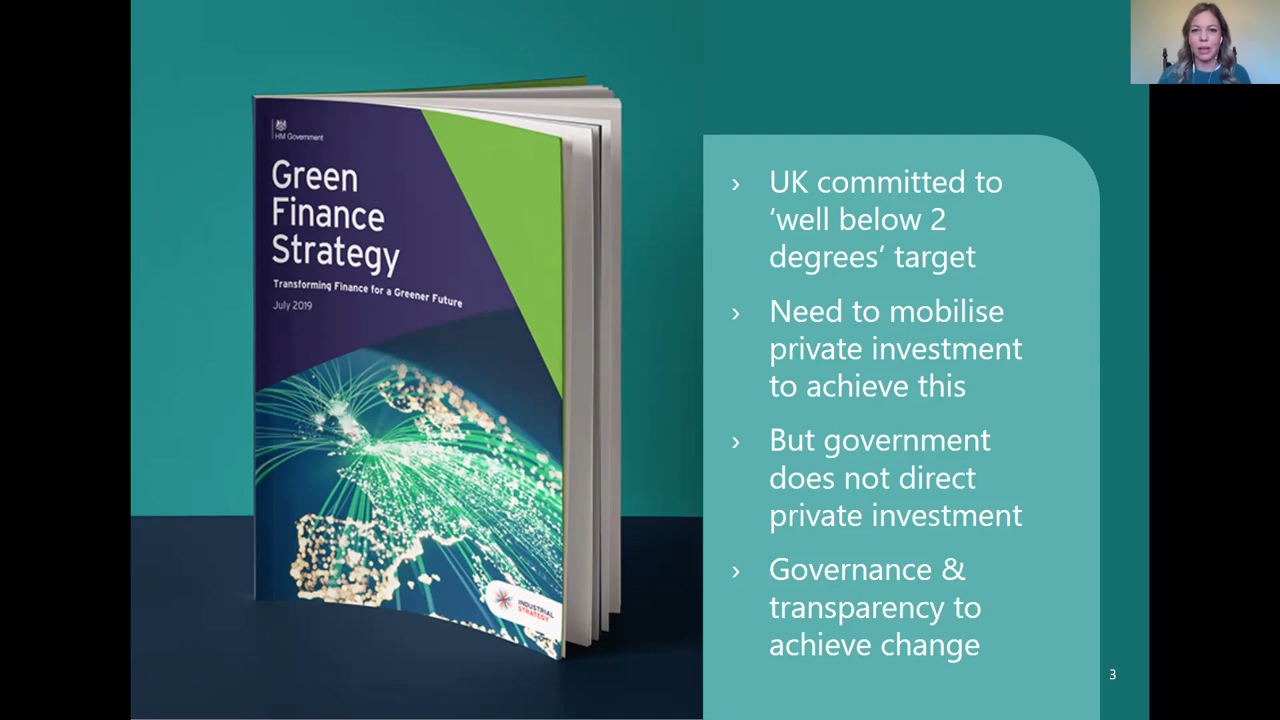 HM Government
Green
Finance
Strategy
Transforming Finance for a Greener Future
July 2019
INDUSTRIAL
STRATEGY
› UK committed to
‘well below 2
degrees’ target
› Need to mobilise
private investment
to achieve this
› But government
does not direct
private investment
› Governance &
transparency to
achieve change
3